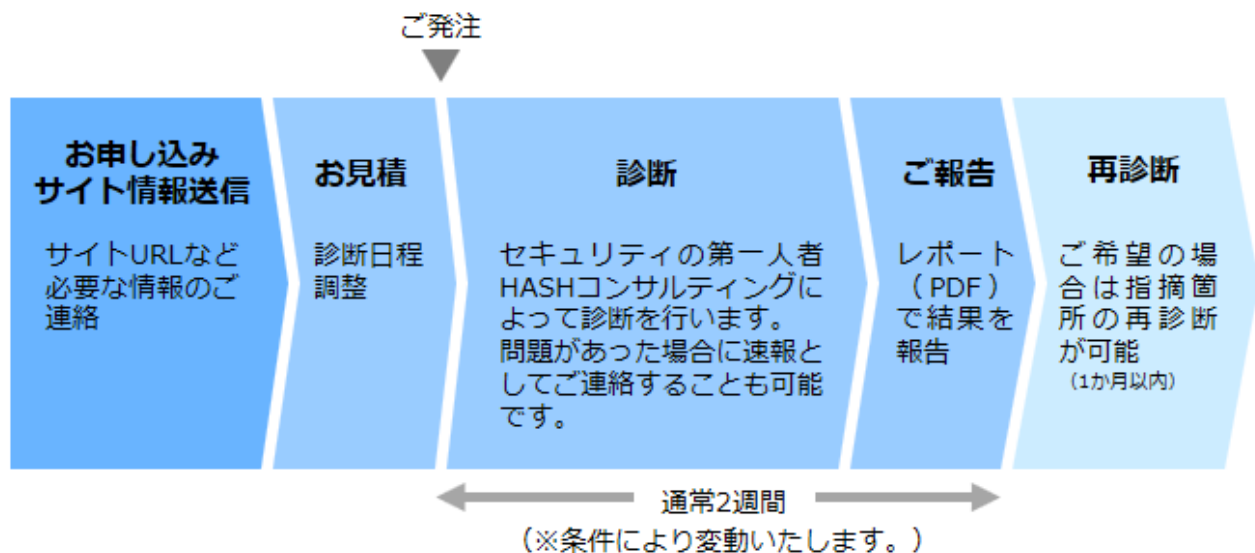 ご発注
お申し込み
サイト情報送信
サイトURLなど
必要な情報のご
連絡
お見積
診断日程
調整
診断
セキュリティの第一人者
HASHコンサルティングに
よって診断を行います。
問題があった場合に速報と
してご連絡することも可能
です。
ご報告
レポート
（PDF）
で結果を
報告
再診断
ご希望の場
合は指摘箇
所の再診断
が可能
（1か月以内）
通常2週間
（※条件により変動いたします。）